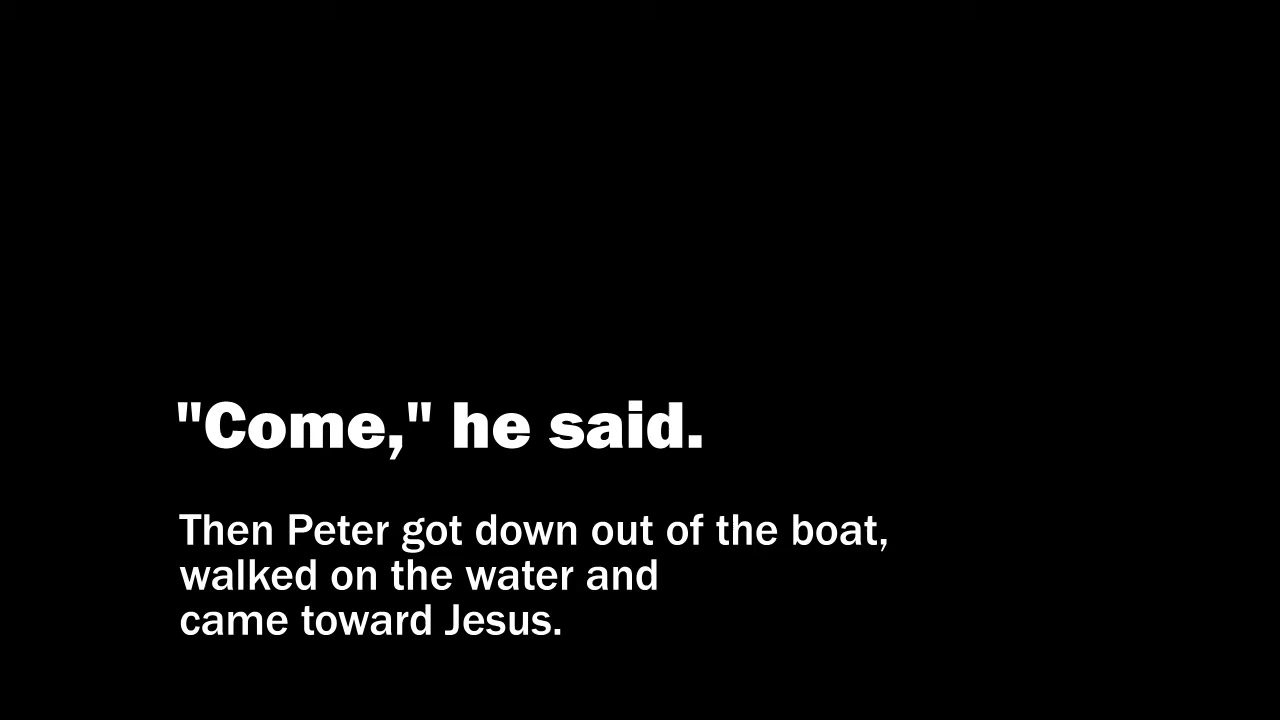 "Come," he said.
Then Peter got down out of the boat,
walked on the water and
came toward Jesus.